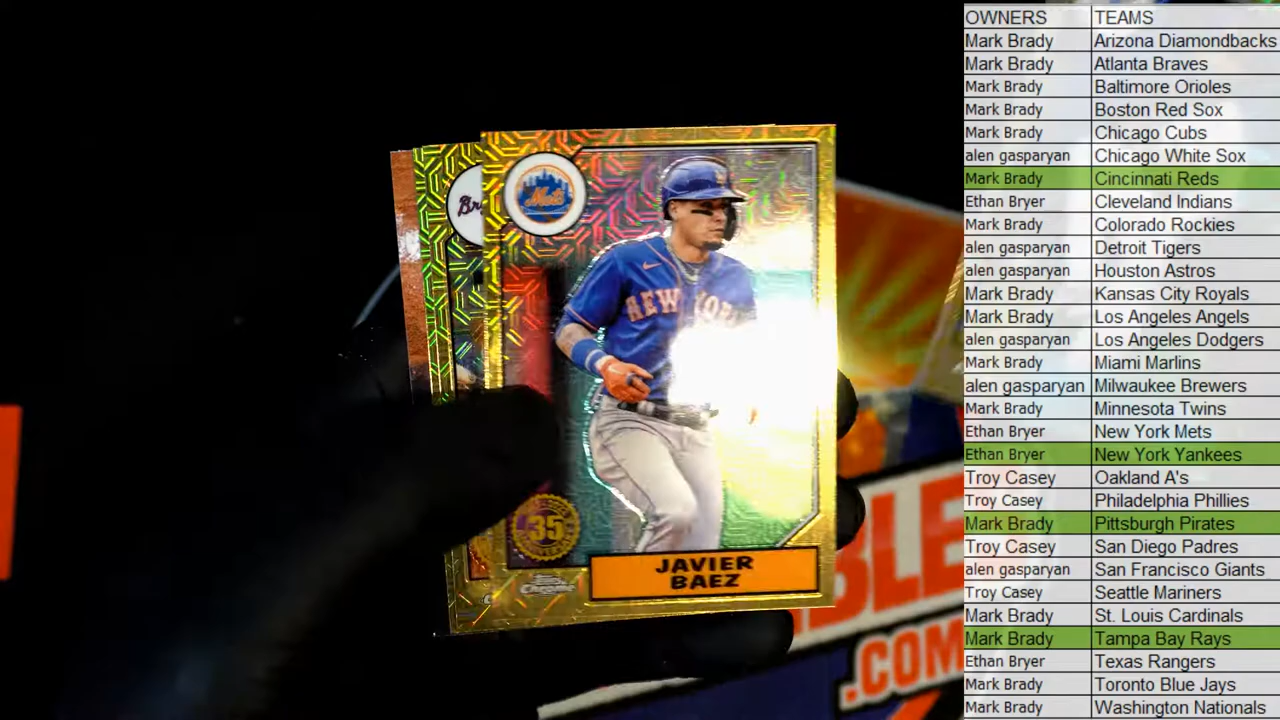 OWNERS TEAMS
Mark Brady Arizona Diamondbacks
Mark Brady Atlanta Braves
Mark Brady Baltimore Orioles
Mark Brady Boston Red Sox
Mark Brady Chicago Cubs
alen gasparyan Chicago White Sox
Mark Brady Cincinnati Reds
Ethan Bryer Cleveland Indians
Mark Brady Colorado Rockies
alen gasparyan Detroit Tigers
alen gasparyan Houston Astros
Mark Brady Kansas City Royals
Mark Brady Los Angeles Angels
alen gasparyan Los Angeles Dodgers
Mark Brady Miami Marlins
alen gasparyan Milwaukee Brewers
Mark Brady Minnesota Twins
Ethan Bryer New York Mets
Ethan Bryer New York Yankees
Troy Casey Oakland A's
Troy Casey Philadelphia Phillies
Mark Brady Pittsburgh Pirates
Troy Casey San Diego Padres
alen gasparyan San Francisco Giants
Troy Casey Seattle Mariners
Mark Brady St. Louis Cardinals
Mark Brady Tampa Bay Rays
Ethan Bryer Texas Rangers
Mark Brady Toronto Blue Jays
Mark Brady Washington Nationals
Mets
Br
NEW YORK
35
Topps
Chrome
JAVIER
BAEZ
BLE
.COM